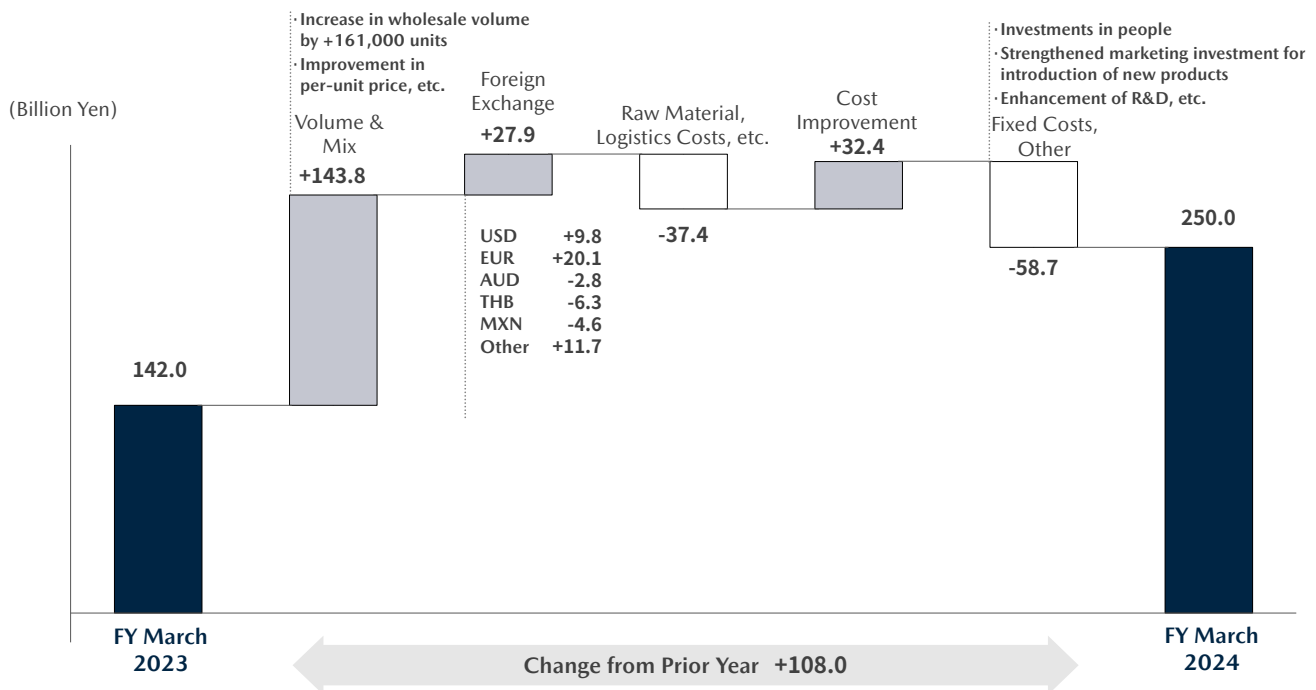 (Billion Yen)
· Increase in wholesale volume
by +161,000 units
· Improvement in
per-unit price, etc.
Volume &
Mix
+143.8
Foreign
Exchange
+27.9
USD +9.8
EUR +20.1
AUD -2.8
THB -6.3
MXN -4.6
Other +11.7
Raw Material,
Logistics Costs, etc.
-37.4
Cost
Improvement
+32.4
· Investments in people
· Strengthened marketing investment for
introduction of new products
· Enhancement of R&D, etc.
Fixed Costs,
Other
-58.7
142.0
250.0
FY March
2023
Change from Prior Year +108.0
FY March
2024